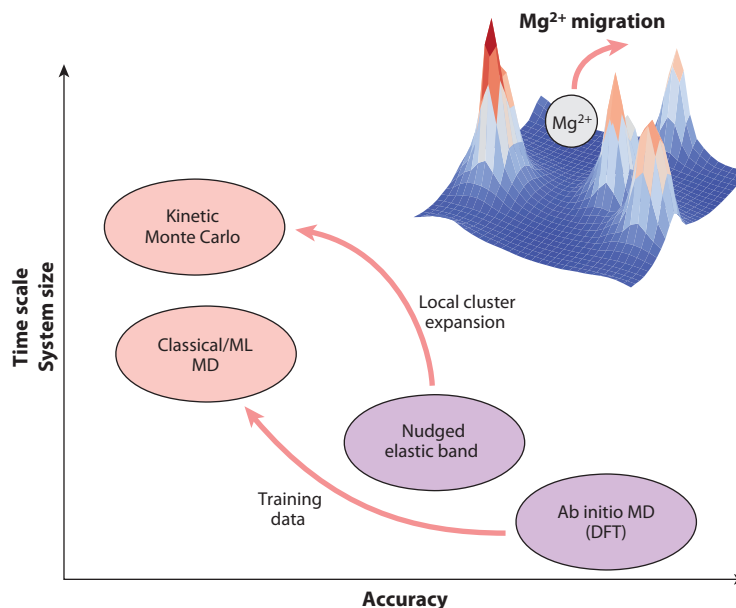 Mg²⁺ migration
Mg²⁺
Kinetic
Monte Carlo
Local cluster
expansion
Classical/ML
MD
Nudged
elastic band
Training
data
Ab initio MD
(DFT)
Time scale
System size
Accuracy